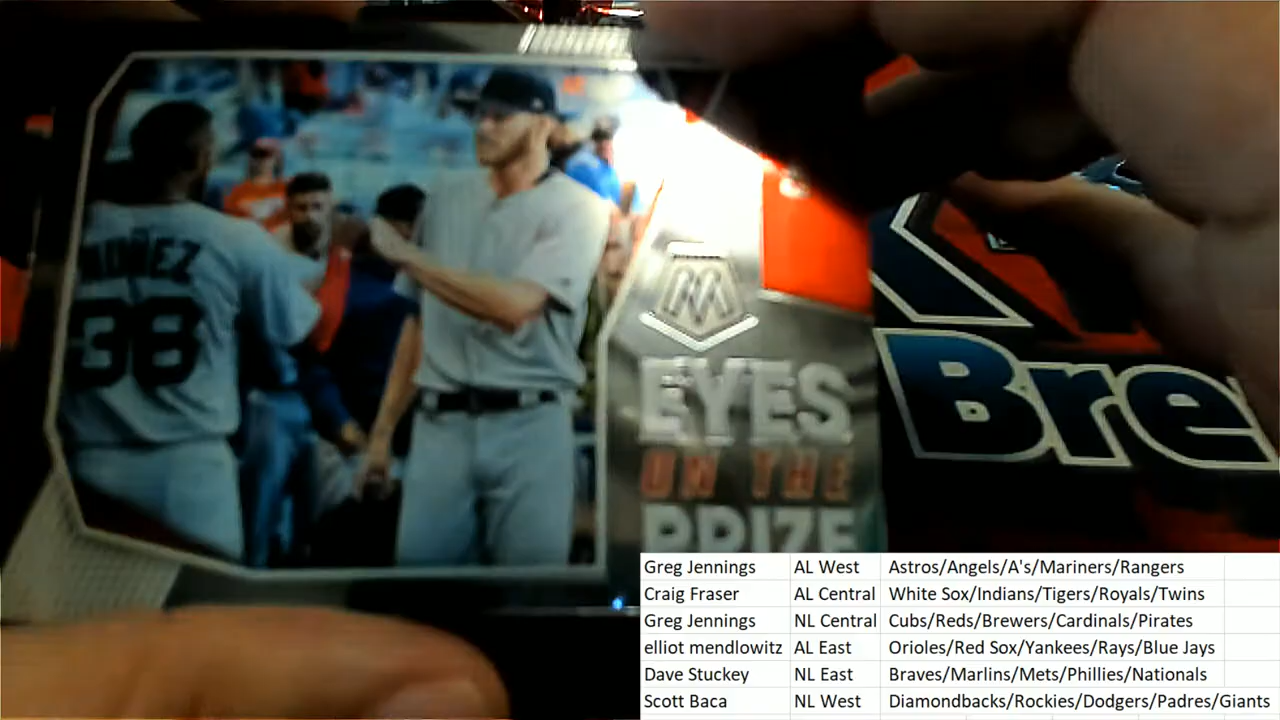 NUÑEZ
38
M
EYES
ON THE
PRIZE
Bre
Greg Jennings AL West Astros/Angels/A's/Mariners/Rangers
Craig Fraser AL Central White Sox/Indians/Tigers/Royals/Twins
Greg Jennings NL Central Cubs/Reds/Brewers/Cardinals/Pirates
elliot mendlowitz AL East Orioles/Red Sox/Yankees/Rays/Blue Jays
Dave Stuckey NL East Braves/Marlins/Mets/Phillies/Nationals
Scott Baca NL West Diamondbacks/Rockies/Dodgers/Padres/Giants